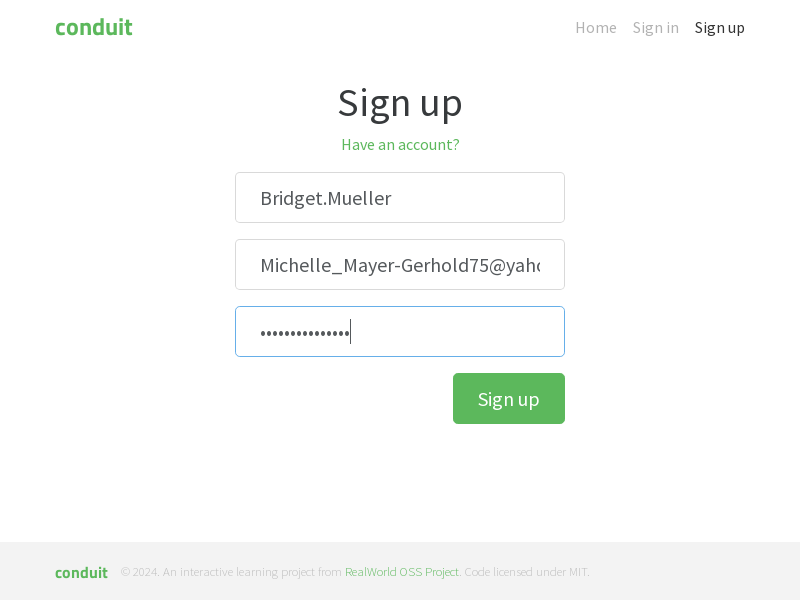 conduit
Home Sign in Sign up
Sign up
Have an account?
Bridget.Mueller
Michelle_Mayer-Gerhold75@yaho
•••••••••••••••
Sign up
conduit © 2024. An interactive learning project from RealWorld OSS Project. Code licensed under MIT.